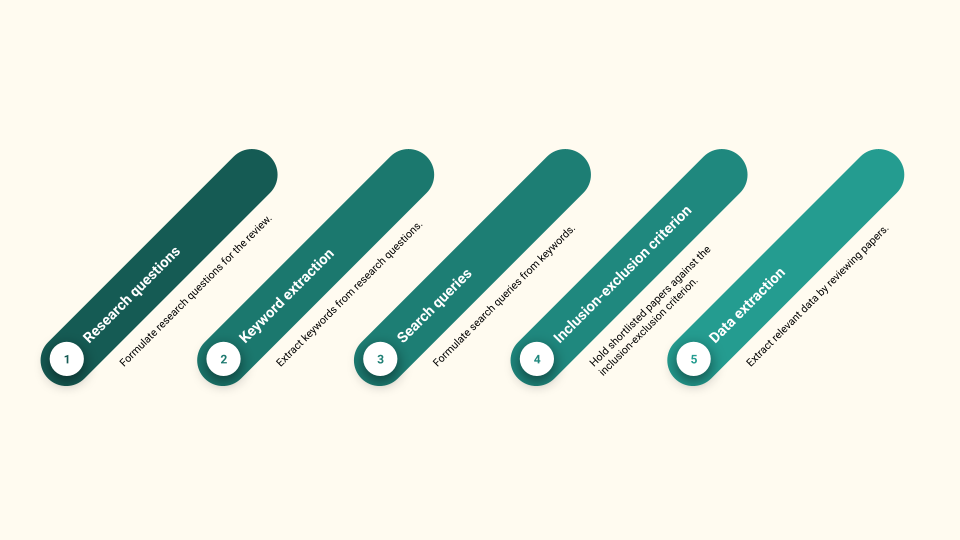 1
Research questions
Formulate research questions for the review.
2
Keyword extraction
Extract keywords from research questions.
3
Search queries
Formulate search queries from keywords.
4
Inclusion-exclusion criterion
Hold shortlisted papers against the
inclusion-exclusion criterion.
5
Data extraction
Extract relevant data by reviewing papers.